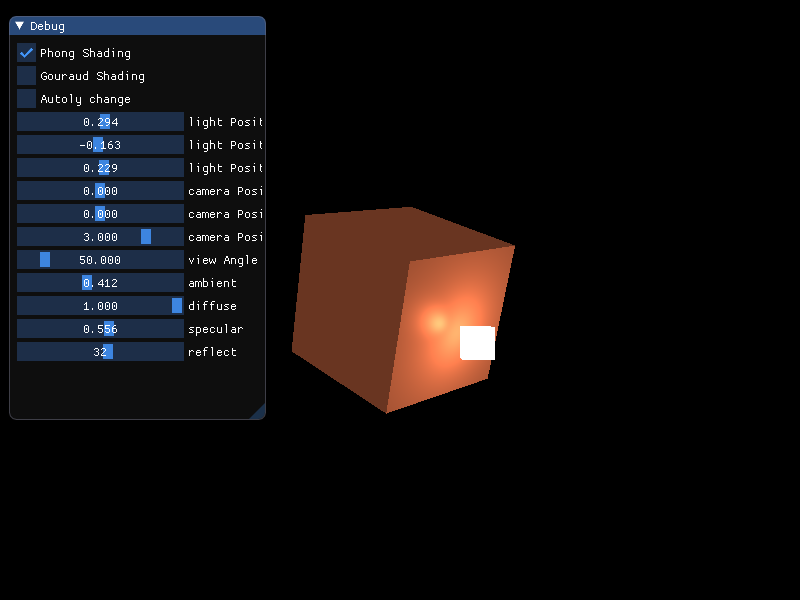 Debug
Phong Shading
Gouraud Shading
Autoly change
0.294 light Posit
-0.163 light Posit
0.229 light Posit
0.000 camera Posi
0.000 camera Posi
3.000 camera Posi
50.000 view Angle
0.412 ambient
1.000 diffuse
0.556 specular
32 reflect